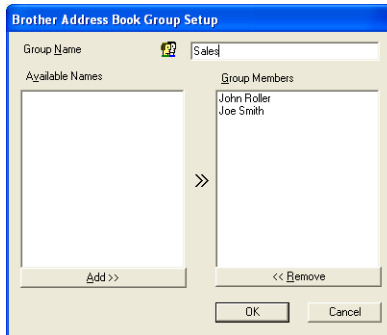 Brother Address Book Group Setup
Group Name
Sales
Available Names
Group Members
John Roller
Joe Smith
Add >>
<< Remove
OK
Cancel